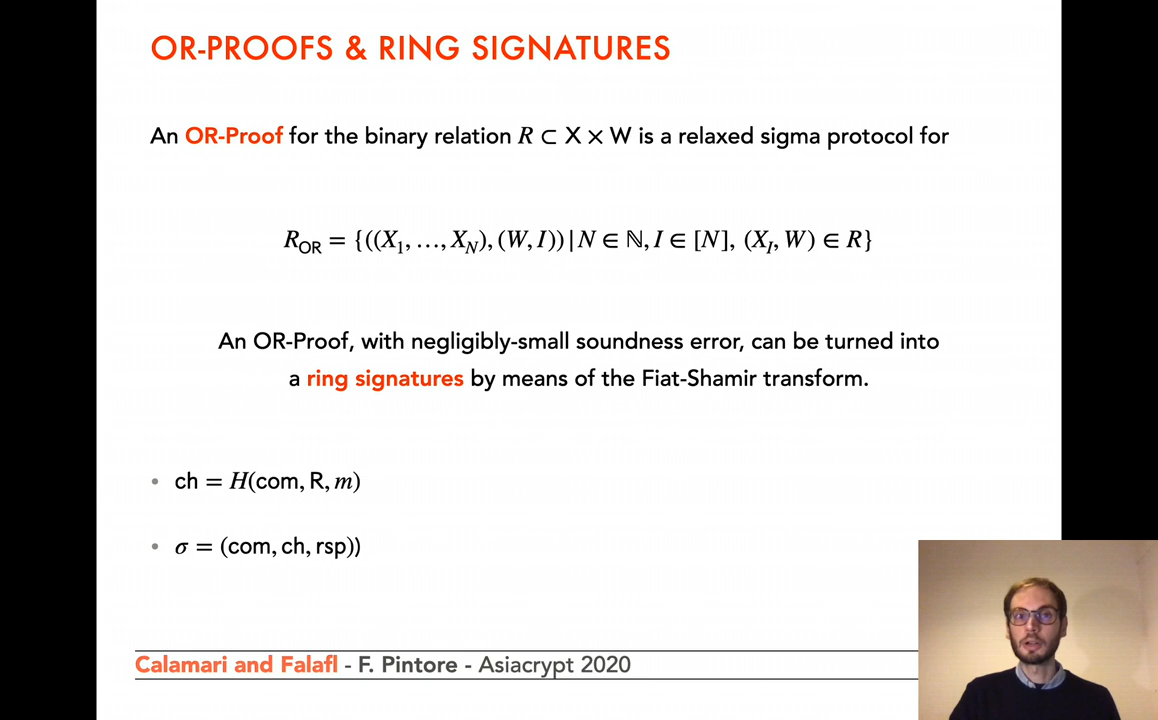 OR-PROOFS & RING SIGNATURES
An OR-Proof for the binary relation R ⊂ X × W is a relaxed sigma protocol for
R_OR = {((X_1, …, X_N), (W, I)) | N ∈ ℕ, I ∈ [N], (X_I, W) ∈ R}
An OR-Proof, with negligibly-small soundness error, can be turned into
a ring signatures by means of the Fiat-Shamir transform.
• ch = H(com, R, m)
• σ = (com, ch, rsp))
Calamari and Falafl - F. Pintore - Asiacrypt 2020